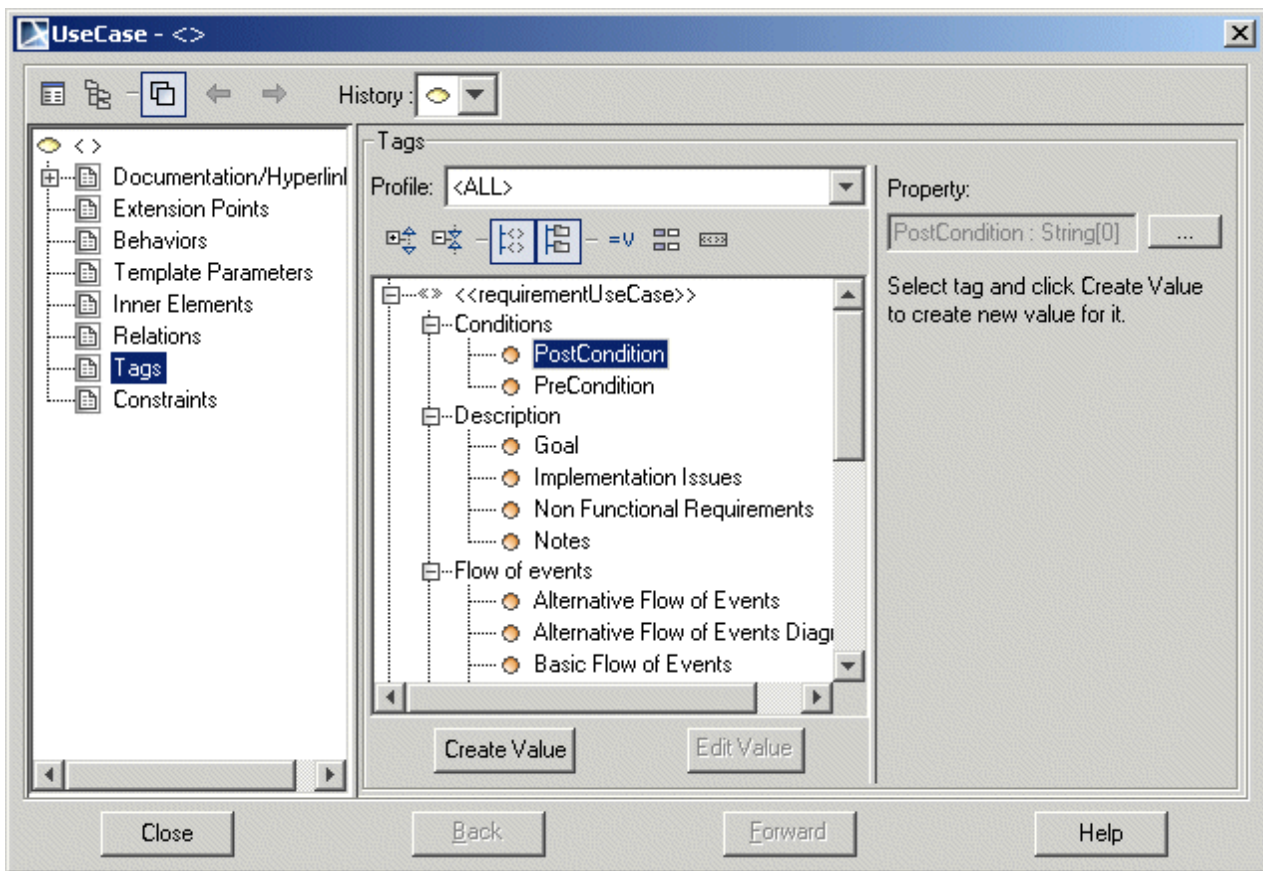 UseCase - <>
History :
< >
Documentation/Hyperlinl
Extension Points
Behaviors
Template Parameters
Inner Elements
Relations
Tags
Constraints
Tags
Profile: <ALL>
=V
«» <<requirementUseCase>>
Conditions
PostCondition
PreCondition
Description
Goal
Implementation Issues
Non Functional Requirements
Notes
Flow of events
Alternative Flow of Events
Alternative Flow of Events Diagr
Basic Flow of Events
Create Value
Edit Value
Property:
PostCondition : String[0]
...
Select tag and click Create Value
to create new value for it.
Close
Back
Forward
Help